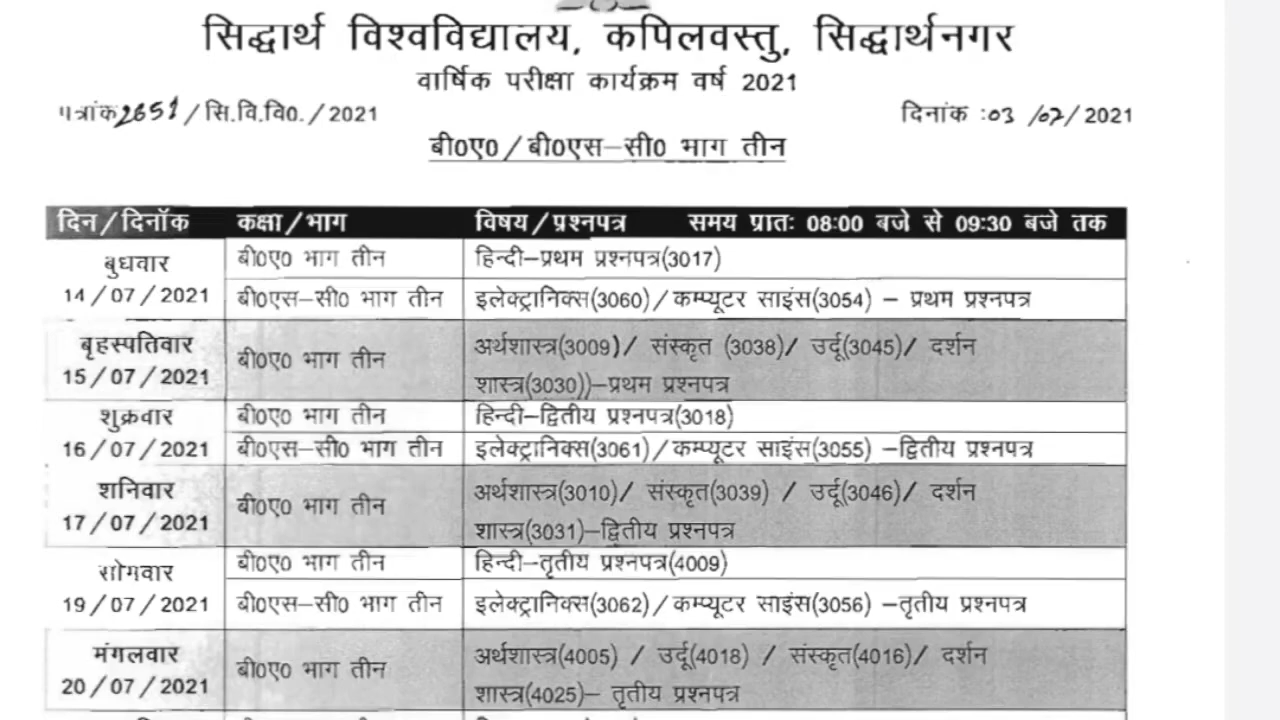 सिद्धार्थ विश्वविद्यालय, कपिलवस्तु, सिद्धार्थनगर
वार्षिक परीक्षा कार्यक्रम वर्ष 2021
पत्रांक 2651 / सि.वि.वि0. / 2021 दिनांक :03 /07/ 2021
बी0ए0 / बी0एस–सी0 भाग तीन
दिन / दिनॉक कक्षा / भाग विषय / प्रश्नपत्र समय प्रातः 08:00 बजे से 09:30 बजे तक
बुधवार
14 / 07 / 2021
बी0ए0 भाग तीन हिन्दी–प्रथम प्रश्नपत्र(3017)
बी0एस–सी0 भाग तीन इलेक्ट्रानिक्स(3060) / कम्प्यूटर साइंस(3054) – प्रथम प्रश्नपत्र
बृहस्पतिवार
15 / 07 / 2021
बी0ए0 भाग तीन
अर्थशास्त्र(3009)/ संस्कृत (3038)/ उर्दू(3045)/ दर्शन
शास्त्र(3030))–प्रथम प्रश्नपत्र
शुक्रवार
16 / 07 / 2021
बी0ए0 भाग तीन हिन्दी–द्वितीय प्रश्नपत्र(3018)
बी0एस–सी0 भाग तीन इलेक्ट्रानिक्स(3061) / कम्प्यूटर साइंस(3055) –द्वितीय प्रश्नपत्र
शनिवार
17 / 07 / 2021
बी0ए0 भाग तीन
अर्थशास्त्र(3010)/ संस्कृत(3039) / उर्दू(3046)/ दर्शन
शास्त्र(3031)–द्वितीय प्रश्नपत्र
सोमवार
19 / 07 / 2021
बी0ए0 भाग तीन हिन्दी–तृतीय प्रश्नपत्र(4009)
बी0एस–सी0 भाग तीन इलेक्ट्रानिक्स(3062) / कम्प्यूटर साइंस(3056) –तृतीय प्रश्नपत्र
मंगलवार
20 / 07 / 2021
बी0ए0 भाग तीन
अर्थशास्त्र(4005) / उर्दू(4018) / संस्कृत(4016)/ दर्शन
शास्त्र(4025)– तृतीय प्रश्नपत्र